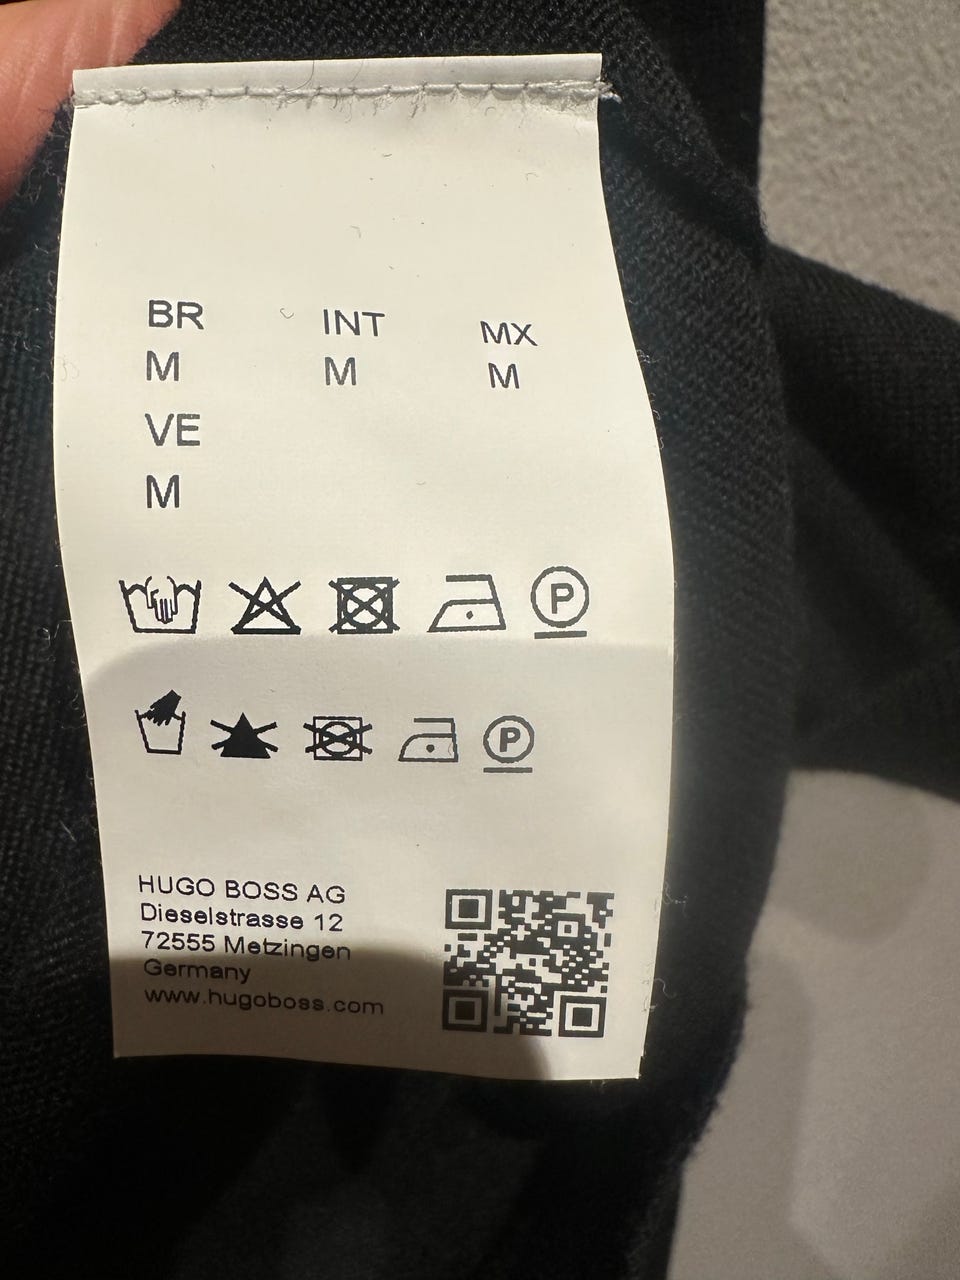 BR INT MX
M M M
VE
M
P
P
HUGO BOSS AG
Dieselstrasse 12
72555 Metzingen
Germany
www.hugoboss.com